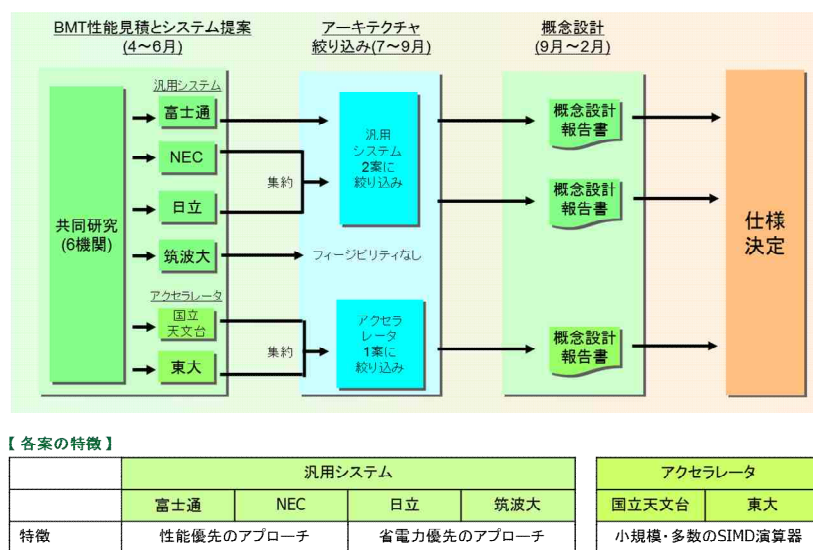 BMT性能見積とシステム提案
(4～6月)
アーキテクチャ
絞り込み(7～9月)
概念設計
(9月～2月)
共同研究
(6機関)
汎用システム
富士通
NEC
日立
筑波大
アクセラレータ
国立
天文台
東大
集約
集約
汎用
システム
2案に
絞り込み
フィージビリティなし
アクセラ
レータ
1案に
絞り込み
概念設計
報告書
概念設計
報告書
概念設計
報告書
仕様
決定
【 各案の特徴 】
汎用システム
アクセラレータ
富士通 NEC 日立 筑波大 国立天文台 東大
特徴 性能優先のアプローチ 省電力優先のアプローチ 小規模・多数のSIMD演算器